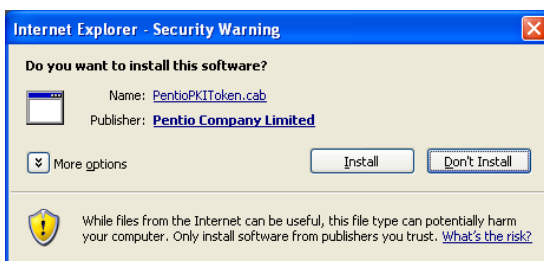 Internet Explorer - Security Warning
Do you want to install this software?
Name: PentioPKIToken.cab
Publisher: Pentio Company Limited
More options
Install
Don't Install
While files from the Internet can be useful, this file type can potentially harm
your computer. Only install software from publishers you trust. What's the risk?